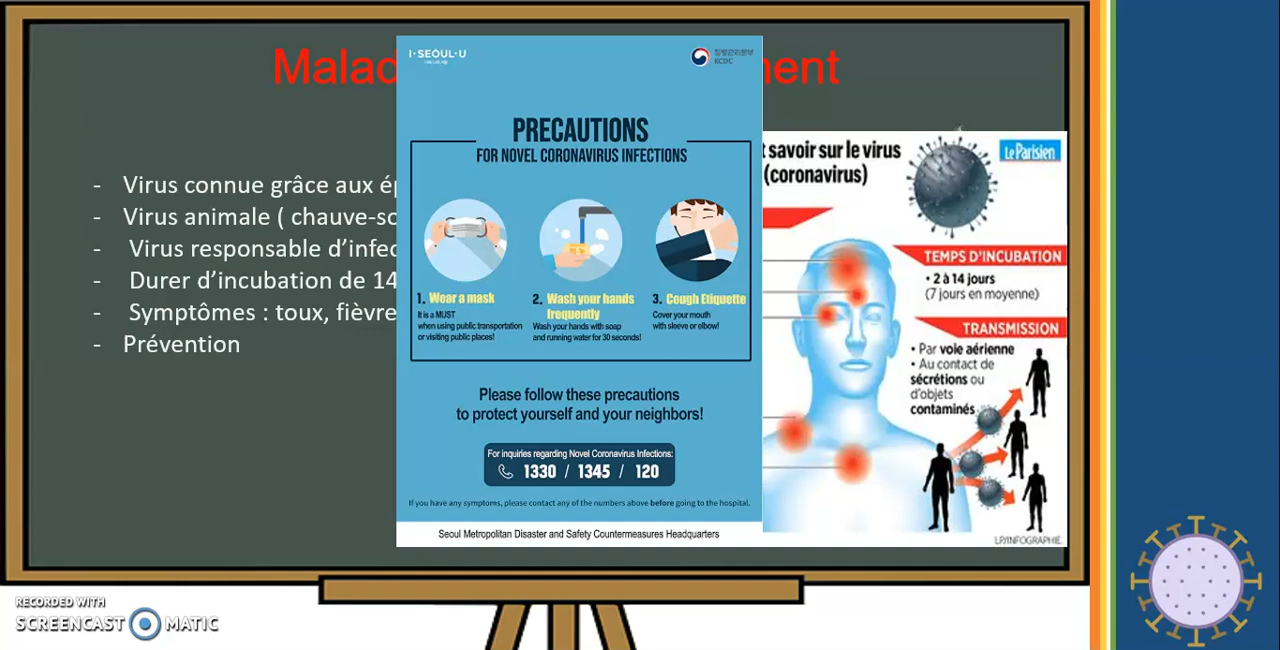 Malad
ment
- Virus connue grâce aux ép
- Virus animale ( chauve-so
- Virus responsable d’infec
- Durer d’incubation de 14
- Symptômes : toux, fièvre
- Prévention
I·SEOUL·U
KCDC
PRECAUTIONS
FOR NOVEL CORONAVIRUS INFECTIONS
1. Wear a mask
It is a MUST
when using public transportation
or visiting public places!
2. Wash your hands
frequently
Wash your hands with soap
and running water for 30 seconds!
3. Cough Etiquette
Cover your mouth
with sleeve or elbow!
Please follow these precautions
to protect yourself and your neighbors!
For inquiries regarding Novel Coronavirus Infections:
1330 / 1345 / 120
If you have any symptoms, please contact any of the numbers above before going to the hospital.
Seoul Metropolitan Disaster and Safety Countermeasures Headquarters
t savoir sur le virus
(coronavirus)
Le Parisien
TEMPS D'INCUBATION
• 2 à 14 jours
(7 jours en moyenne)
TRANSMISSION
• Par voie aérienne
• Au contact de
sécrétions ou
d'objets
contaminés
LP/INFOGRAPHIE
RECORDED WITH
SCREENCAST MATIC